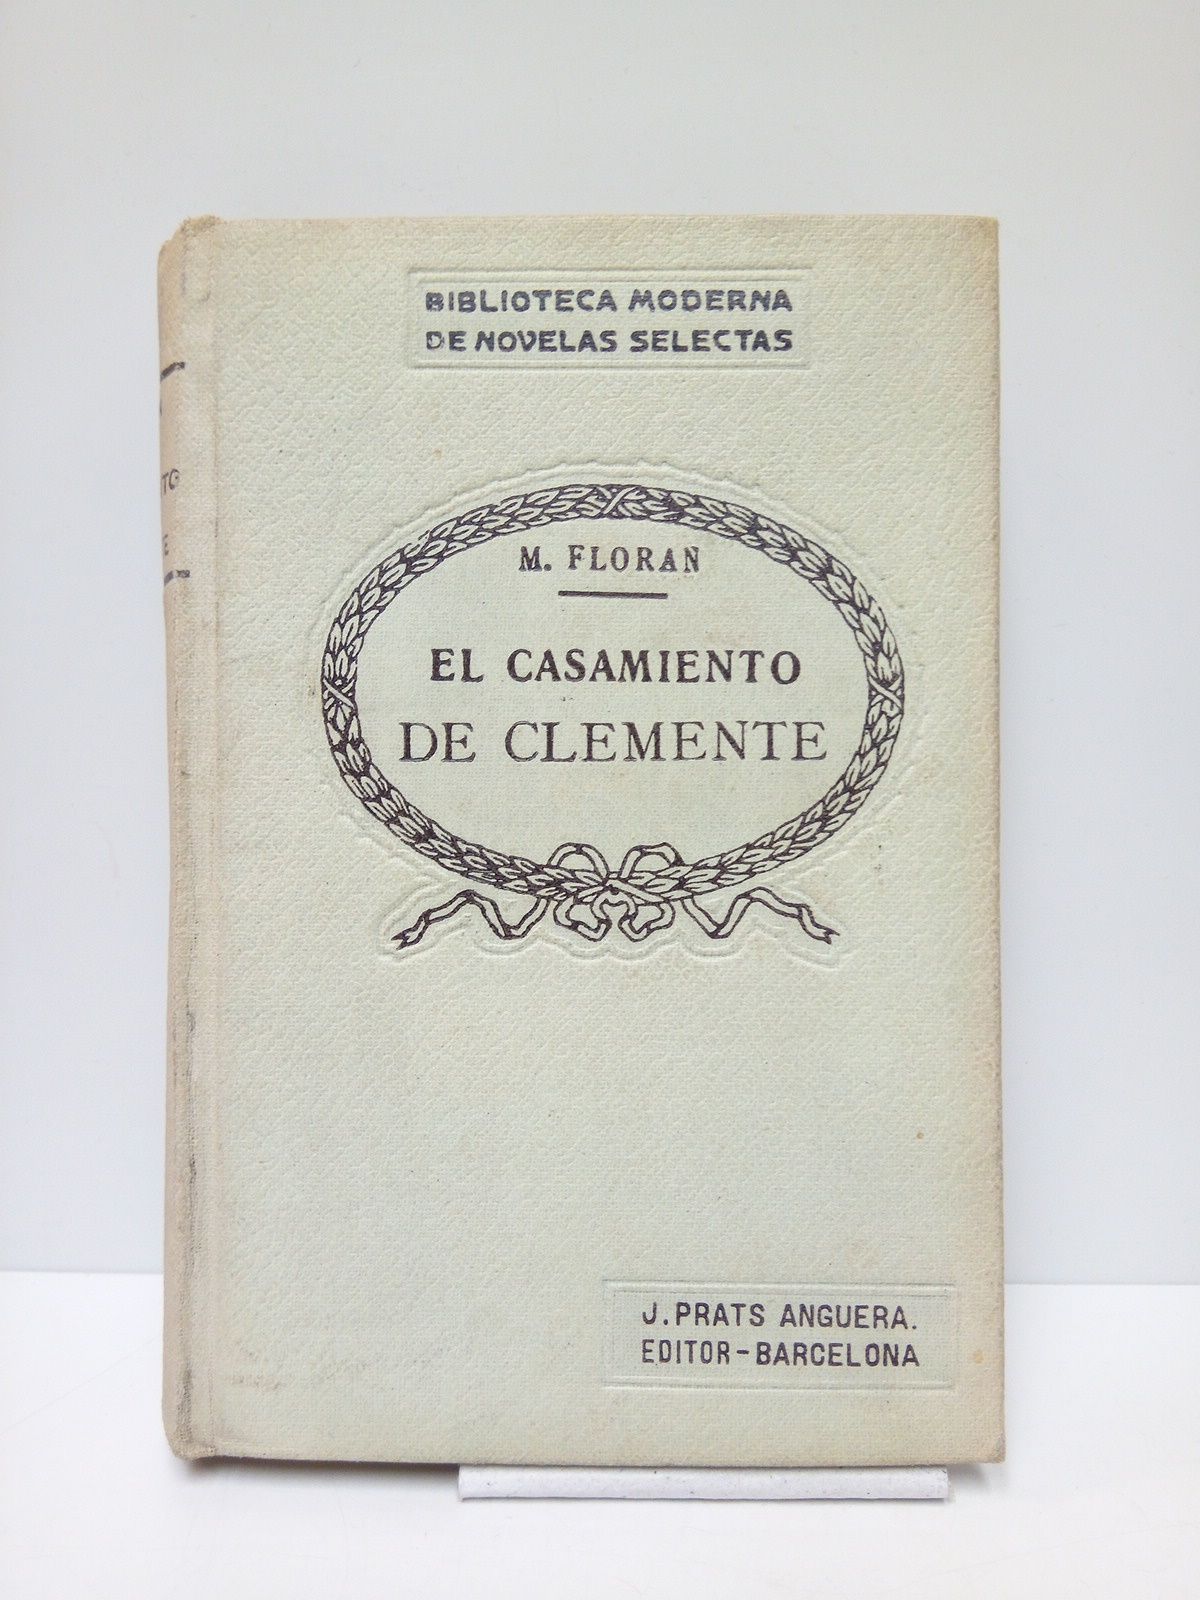 BIBLIOTECA MODERNA
DE NOVELAS SELECTAS
M. FLORAN
EL CASAMIENTO
DE CLEMENTE
J. PRATS ANGUERA.
EDITOR-BARCELONA